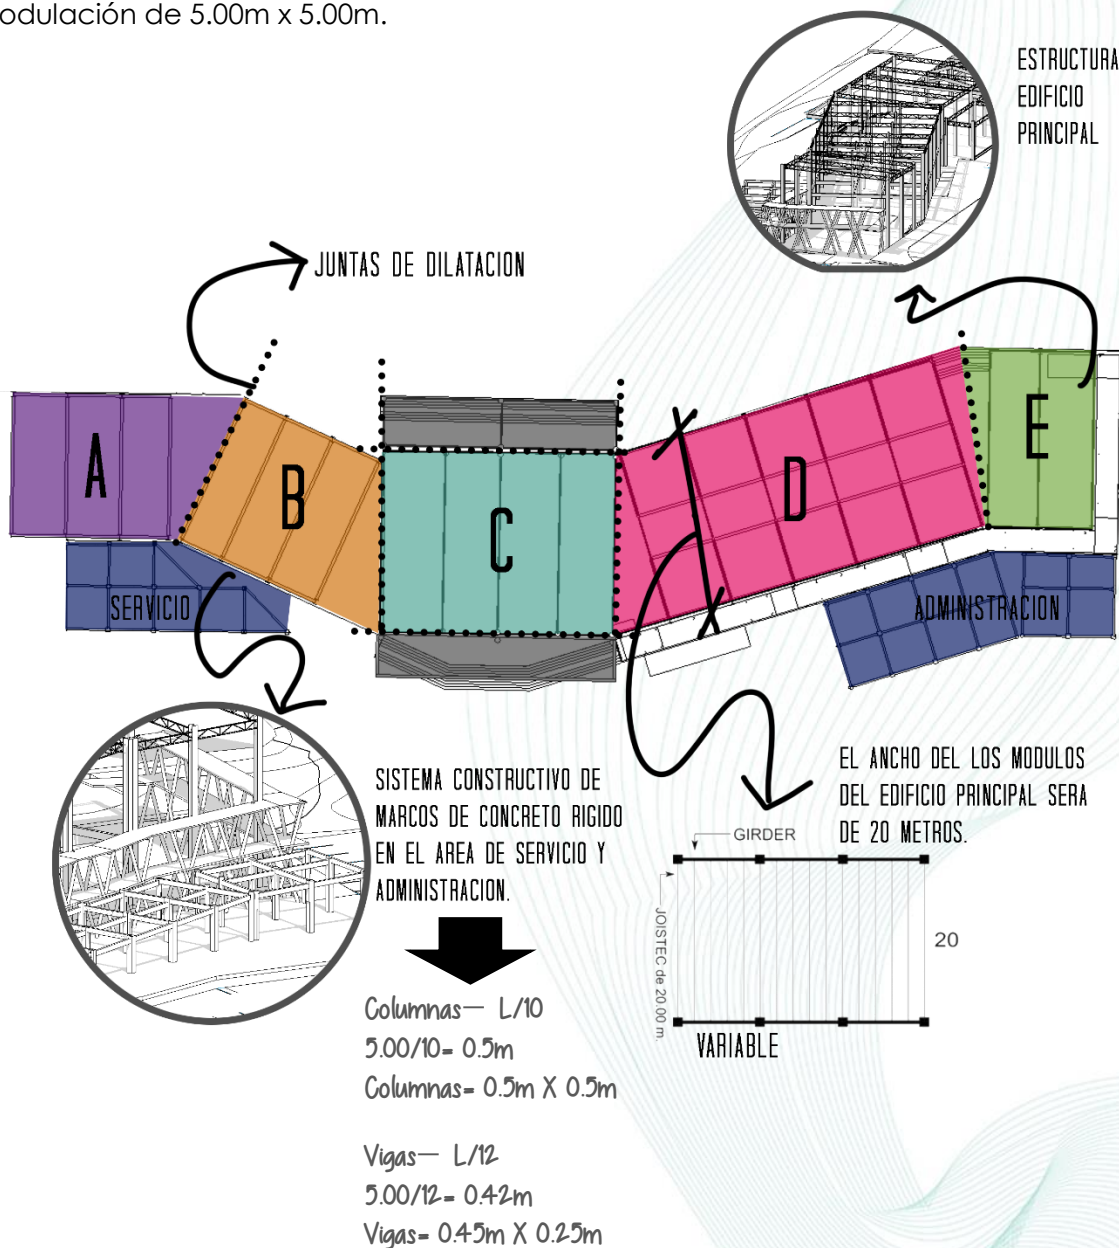 odulación de 5.00m x 5.00m.
ESTRUCTURA
EDIFICIO
PRINCIPAL
JUNTAS DE DILATACION
A
B
C
D
E
SERVICIO
ADMINISTRACION
SISTEMA CONSTRUCTIVO DE
MARCOS DE CONCRETO RIGIDO
EN EL AREA DE SERVICIO Y
ADMINISTRACION.
EL ANCHO DEL LOS MODULOS
DEL EDIFICIO PRINCIPAL SERA
DE 20 METROS.
GIRDER
JOISTEC de 20.00 m.
20
VARIABLE
Columnas— L/10
5.00/10= 0.5m
Columnas= 0.5m X 0.5m
Vigas— L/12
5.00/12= 0.42m
Vigas= 0.45m X 0.25m